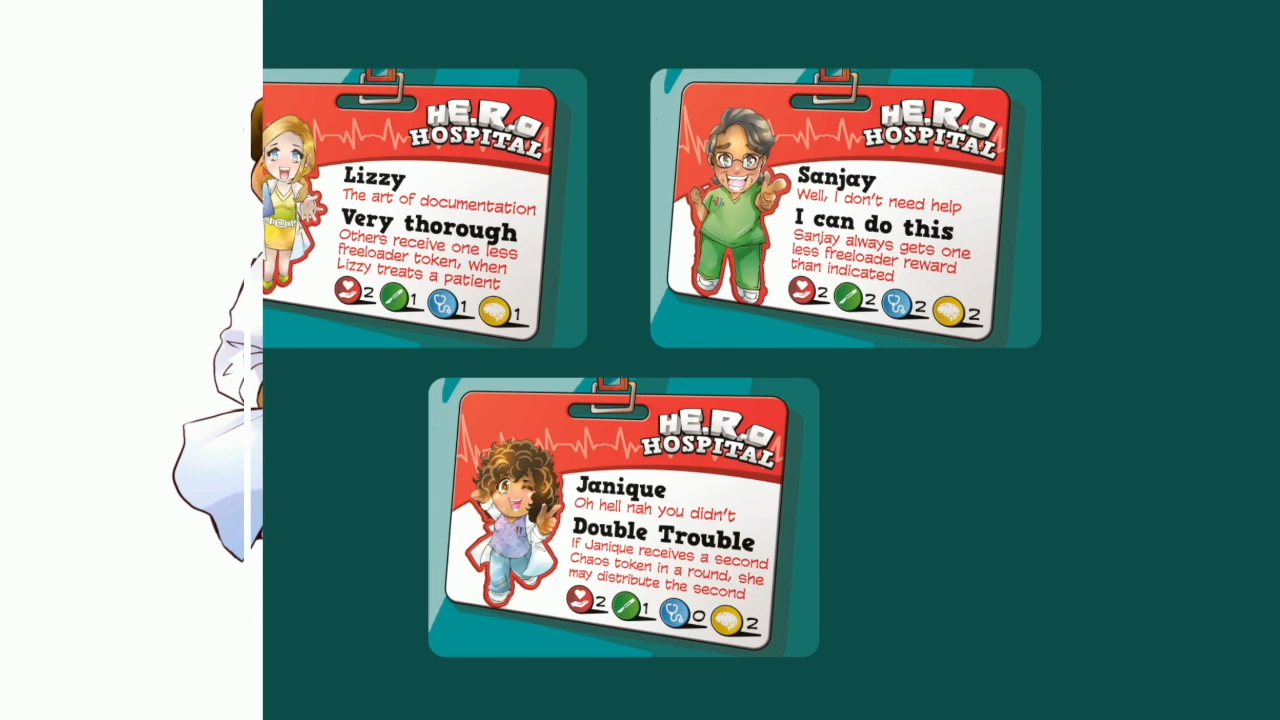 HE.R.O
HOSPITAL
Lizzy
The art of documentation
Very thorough
Others receive one less
freeloader token, when
Lizzy treats a patient
2 1 1 1
HE.R.O
HOSPITAL
Sanjay
Well, I don't need help
I can do this
Sanjay always gets one
less freeloader reward
than indicated
2 2 2 2
HE.R.O
HOSPITAL
Janique
Oh hell nah you didn't
Double Trouble
If Janique receives a second
Chaos token in a round, she
may distribute the second
2 1 0 2